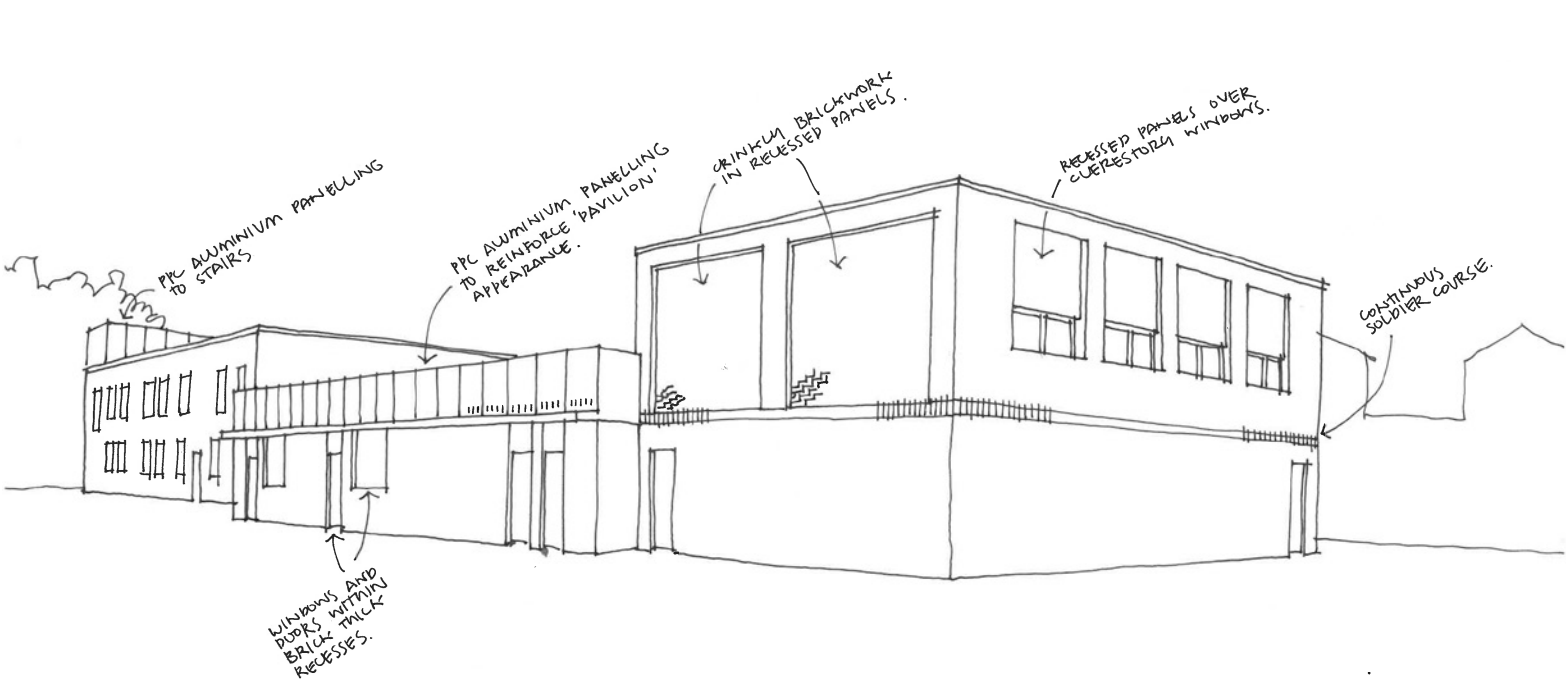 PPC ALUMINIUM PANELLING
TO STAIRS
PPC ALUMINIUM PANELLING
TO REINFORCE 'PAVILION'
APPEARANCE.
CRINKLY BRICKWORK
IN RECESSED PANELS.
RECESSED PANELS OVER
CLERESTORY WINDOWS.
CONTINUOUS
SOLDIER COURSE.
WINDOWS AND
DOORS WITHIN
BRICK THICK
RECESSES.